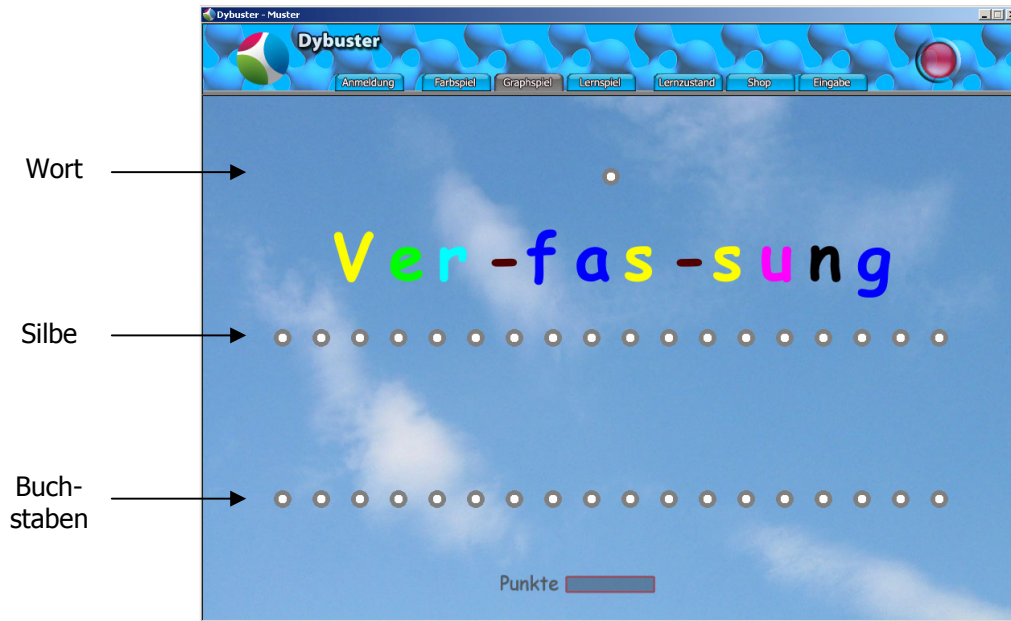 Dybuster - Muster
Dybuster
Anmeldung Farbspiel Graphspiel Lernspiel Lernzustand Shop Eingabe
Wort
Ver-fas-sung
Silbe
Buch-
staben
Punkte